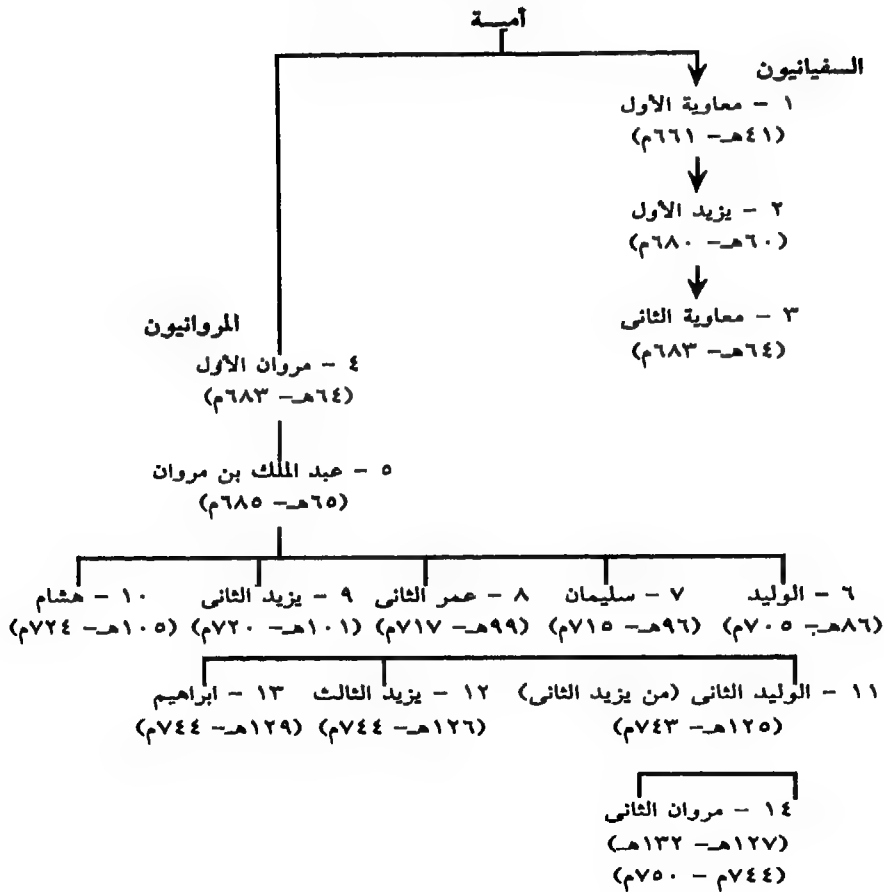 أميـــة
السفيانيون
١ - معاوية الأول
(٤١هـ - ٦٦١م)
٢ - يزيد الأول
(٦٠هـ - ٦٨٠م)
٣ - معاوية الثانى
(٦٤هـ - ٦٨٣م)
المروانيون
٤ - مروان الأول
(٦٤هـ - ٦٨٣م)
٥ - عبد الملك بن مروان
(٦٥هـ - ٦٨٥م)
٦ - الوليد ٧ - سليمان ٨ - عمر الثانى ٩ - يزيد الثانى ١٠ - هشام
(٨٦هـ - ٧٠٥م) (٩٦هـ - ٧١٥م) (٩٩هـ - ٧١٧م) (١٠١هـ - ٧٢٠م) (١٠٥هـ - ٧٢٤م)
١١ - الوليد الثانى (من يزيد الثانى) ١٢ - يزيد الثالث ١٣ - ابراهيم
(١٢٥هـ - ٧٤٣م) (١٢٦هـ - ٧٤٤م) (١٢٩هـ - ٧٤٤م)
١٤ - مروان الثانى
(١٢٧هـ - ١٣٢هـ)
(٧٤٤م - ٧٥٠م)